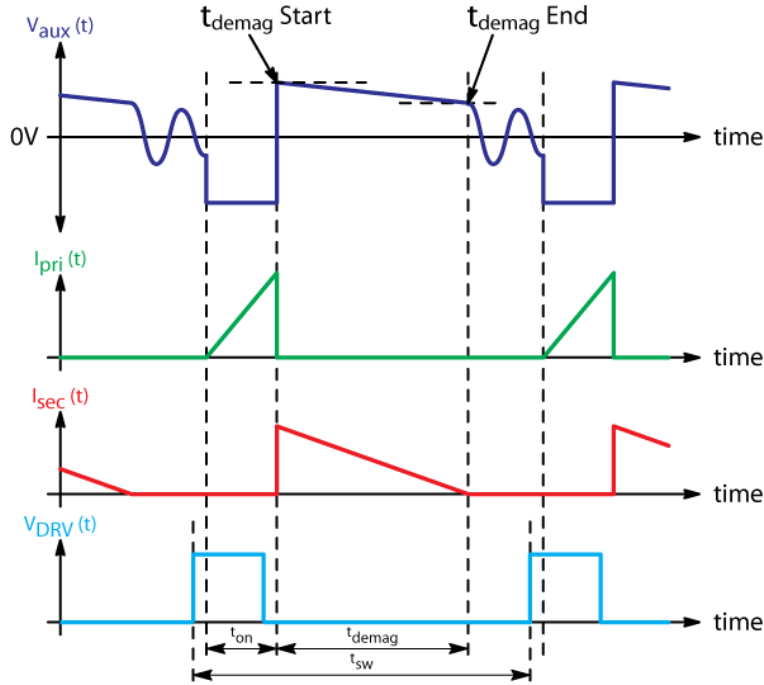 Vaux (t)
tdemag Start
tdemag End
0V
time
Ipri (t)
time
Isec (t)
time
VDRV (t)
time
ton
tdemag
tsw